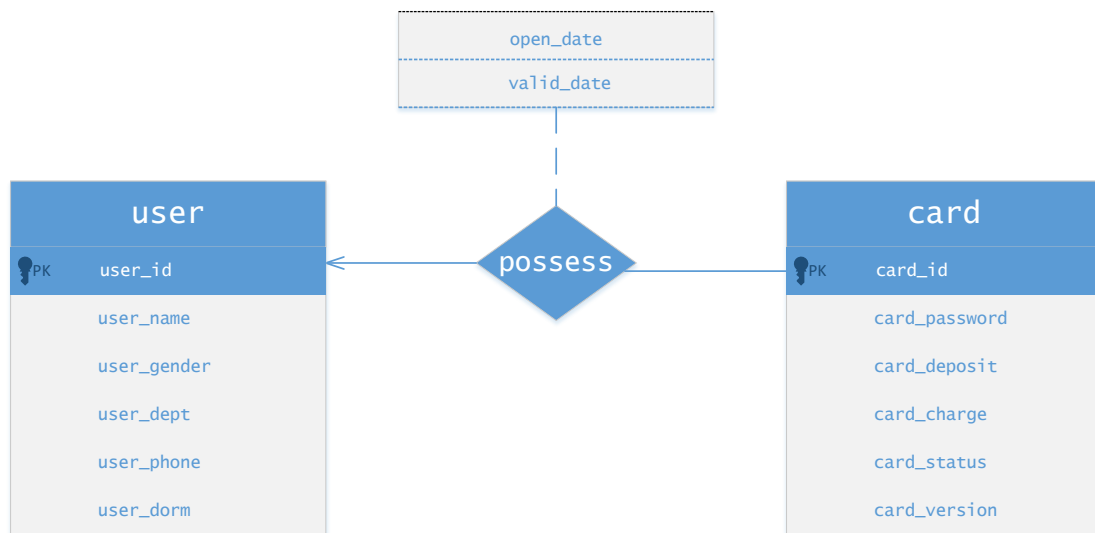 open_date
valid_date
user
PK user_id
user_name
user_gender
user_dept
user_phone
user_dorm
possess
card
PK card_id
card_password
card_deposit
card_charge
card_status
card_version